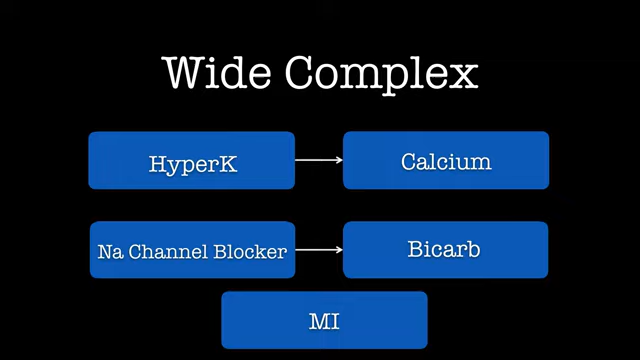 Wide Complex
HyperK
Calcium
Na Channel Blocker
Bicarb
MI